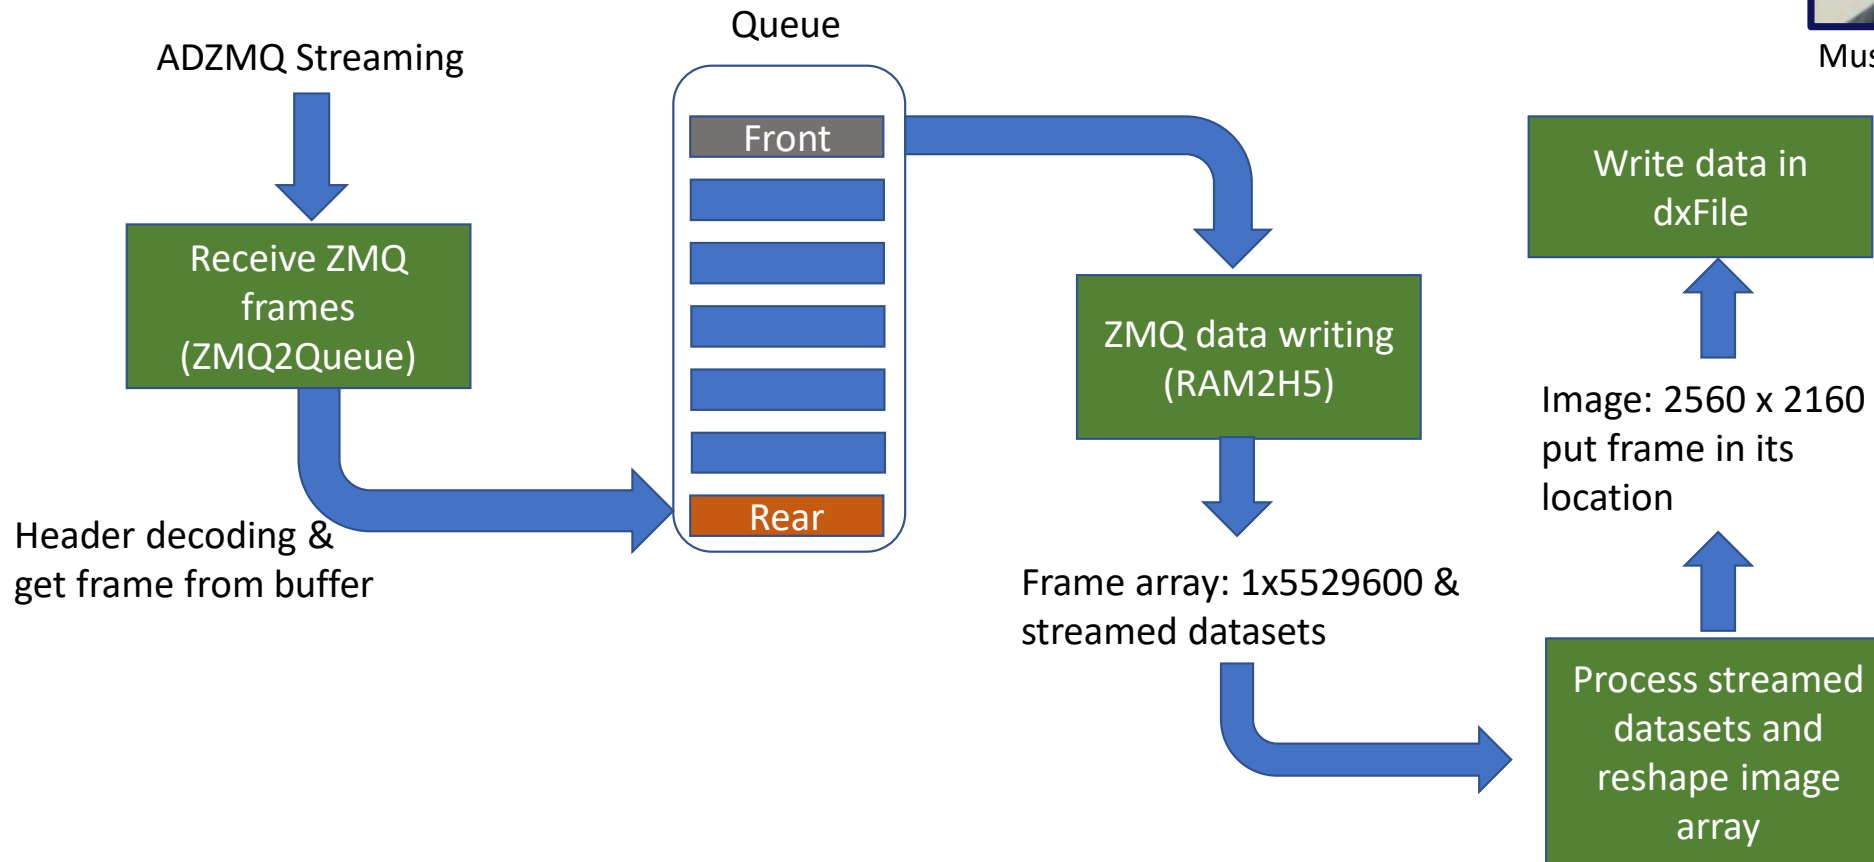 ADZMQ Streaming
Receive ZMQ
frames
(ZMQ2Queue)
Header decoding &
get frame from buffer
Queue
Front
Rear
ZMQ data writing
(RAM2H5)
Frame array: 1x5529600 &
streamed datasets
Process streamed
datasets and
reshape image
array
Image: 2560 x 2160
put frame in its
location
Write data in
dxFile